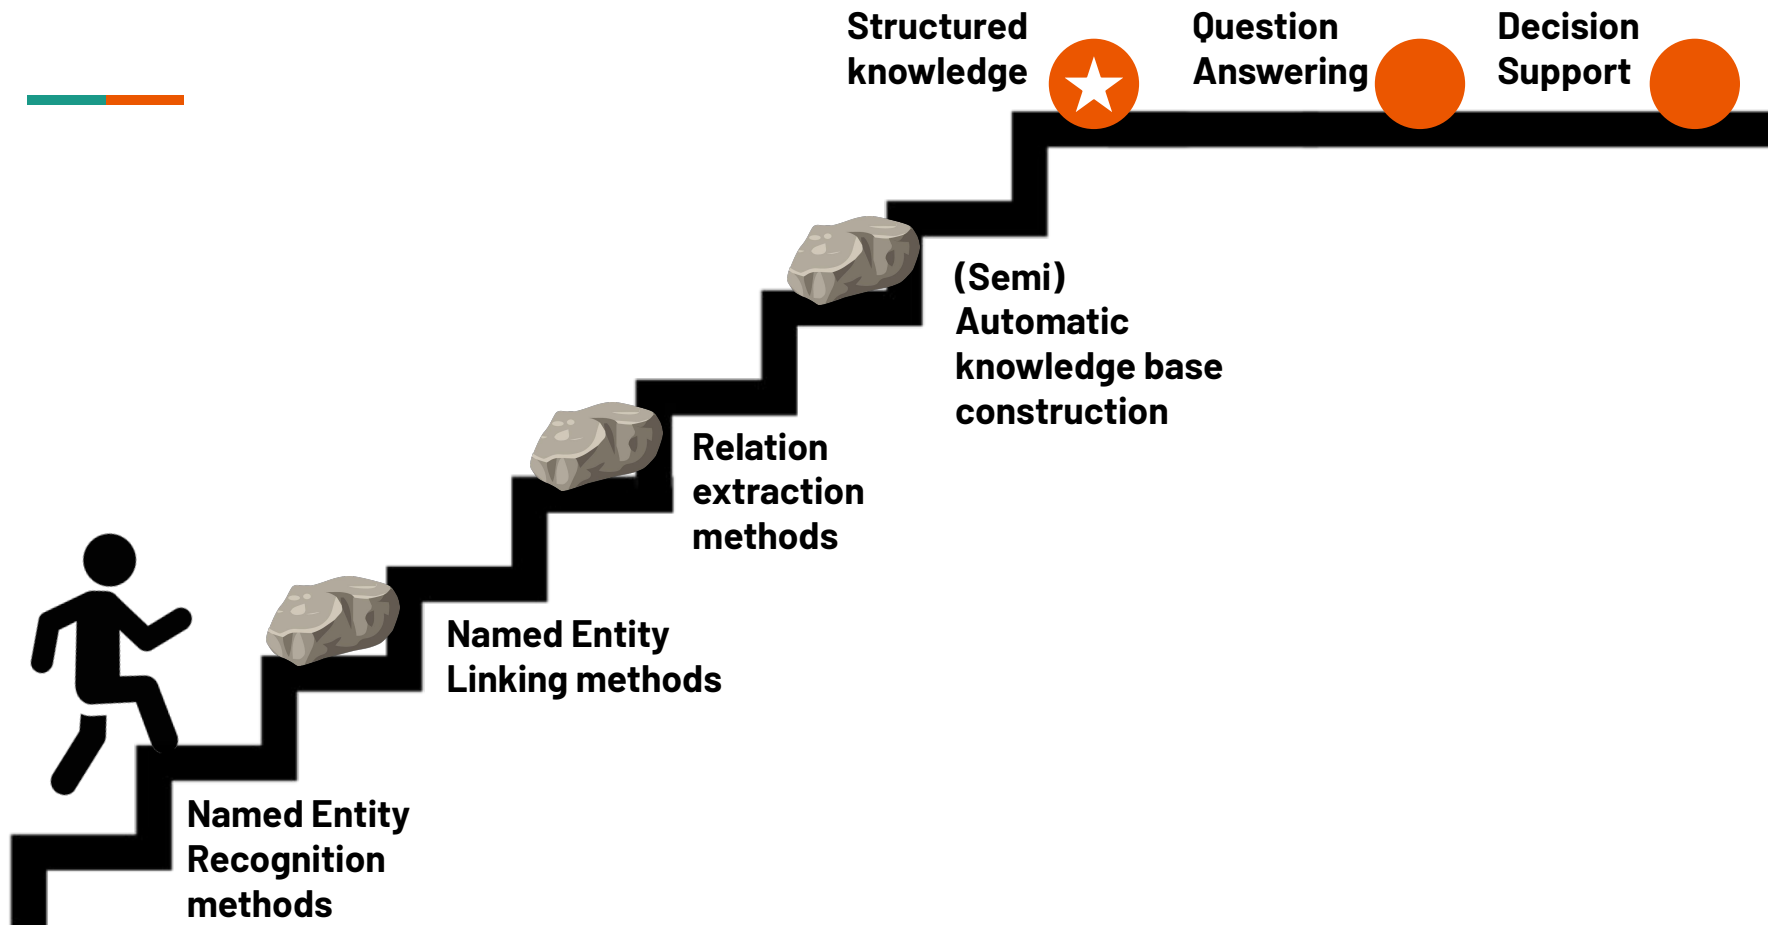 Structured
knowledge
Question
Answering
Decision
Support
(Semi)
Automatic
knowledge base
construction
Relation
extraction
methods
Named Entity
Linking methods
Named Entity
Recognition
methods